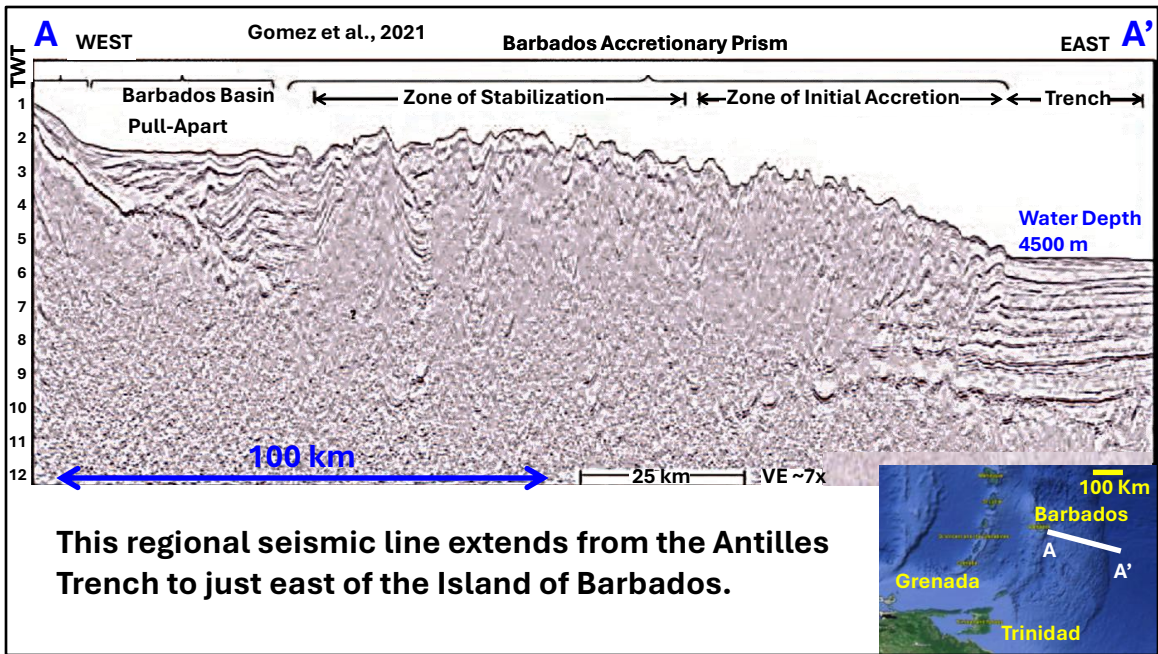 A WEST
Gomez et al., 2021
Barbados Accretionary Prism
EAST A’
TWT
Barbados Basin
Pull-Apart
Zone of Stabilization
Zone of Initial Accretion
Trench
1
2
3
4
5
6
7
8
9
10
11
12
Water Depth
4500 m
?
100 km
25 km
VE ~7x
100 Km
Barbados
A
A’
Grenada
Trinidad
This regional seismic line extends from the Antilles
Trench to just east of the Island of Barbados.